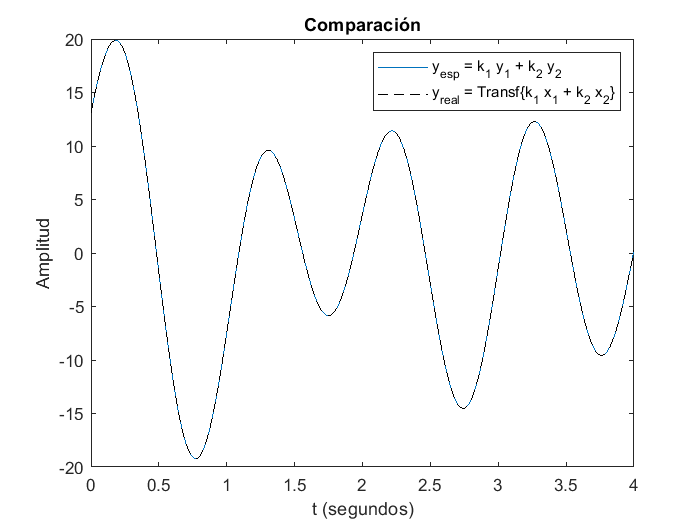 Comparación
y_esp = k_1 y_1 + k_2 y_2
y_real = Transf{k_1 x_1 + k_2 x_2}
Amplitud
20
15
10
5
0
-5
-10
-15
-20
0 0.5 1 1.5 2 2.5 3 3.5 4
t (segundos)